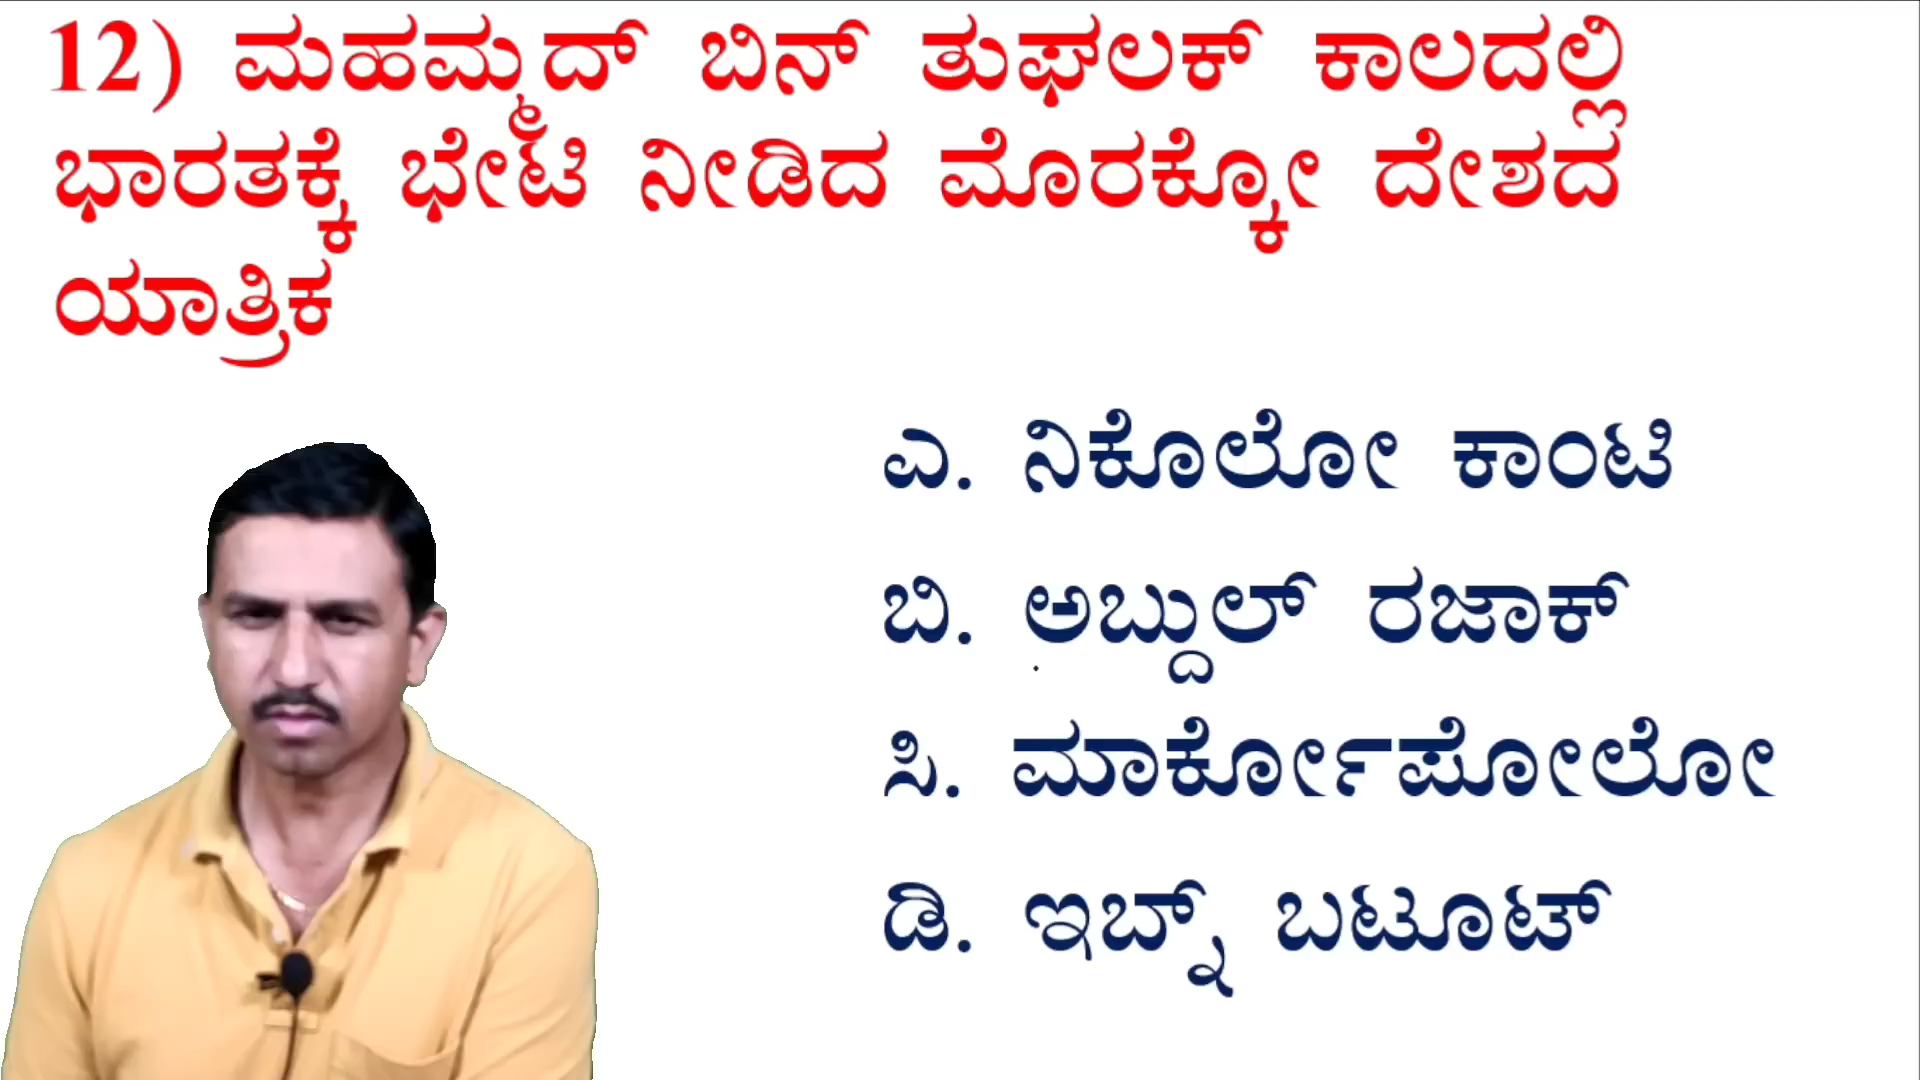 12) ಮಹಮ್ಮದ್ ಬಿನ್ ತುಘಲಕ್ ಕಾಲದಲ್ಲಿ
ಭಾರತಕ್ಕೆ ಭೇಟಿ ನೀಡಿದ ಮೊರಕ್ಕೋ ದೇಶದ
ಯಾತ್ರಿಕ
ಎ. ನಿಕೊಲೋ ಕಾಂಟಿ
ಬಿ. ಅಬ್ದುಲ್ ರಜಾಕ್
ಸಿ. ಮಾರ್ಕೋಪೋಲೋ
ಡಿ. ಇಬ್ನ್ ಬಟೂಟ್